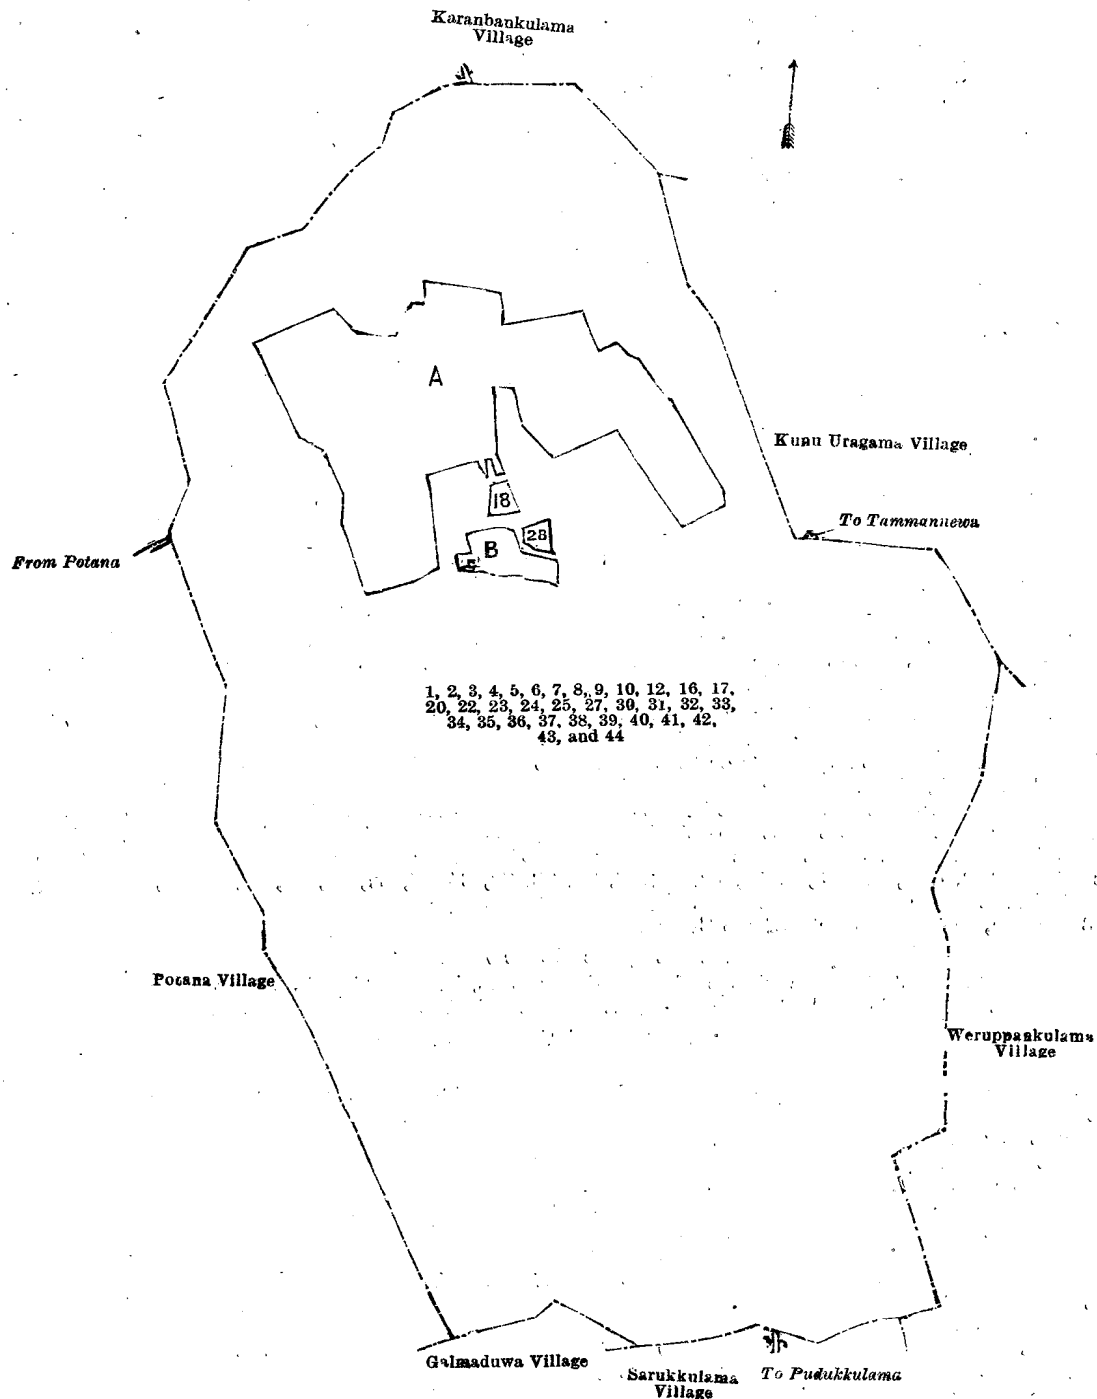 Karanbankulama
Village
A
Kunu Uragama Village
18
To Tammannewa
28
B
From Potana
1, 2, 3, 4, 5, 6, 7, 8, 9, 10, 12, 16, 17,
20, 22, 23, 24, 25, 27, 30, 31, 32, 33,
34, 35, 36, 37, 38, 39, 40, 41, 42,
43, and 44
Potana Village
Weruppankulama
Village
Galmaduwa Village
Sarukkulama
Village
To Pudukkulama